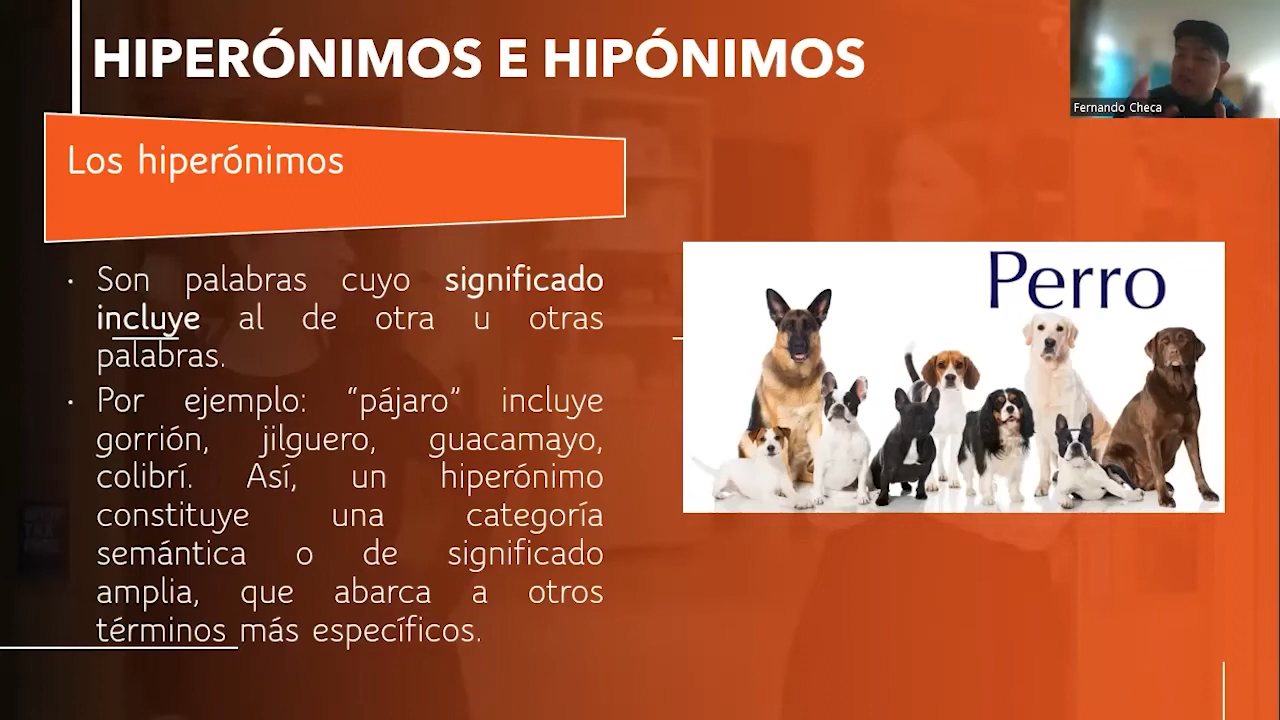 HIPERÓNIMOS E HIPÓNIMOS
Fernando Checa
Los hiperónimos
• Son palabras cuyo significado
incluye al de otra u otras
palabras.
• Por ejemplo: “pájaro” incluye
gorrión, jilguero, guacamayo,
colibrí. Así, un hiperónimo
constituye una categoría
semántica o de significado
amplia, que abarca a otros
términos más específicos.
Perro